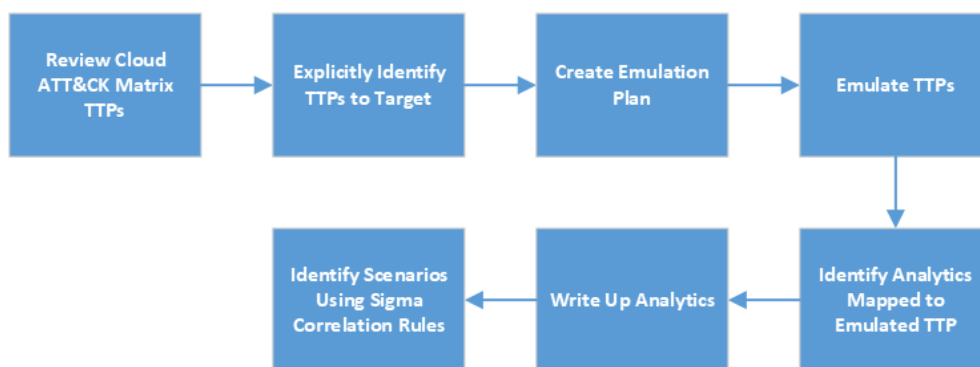 Review Cloud
ATT&CK Matrix
TTPs
Explicitly Identify
TTPs to Target
Create Emulation
Plan
Emulate TTPs
Identify Analytics
Mapped to
Emulated TTP
Write Up Analytics
Identify Scenarios
Using Sigma
Correlation Rules